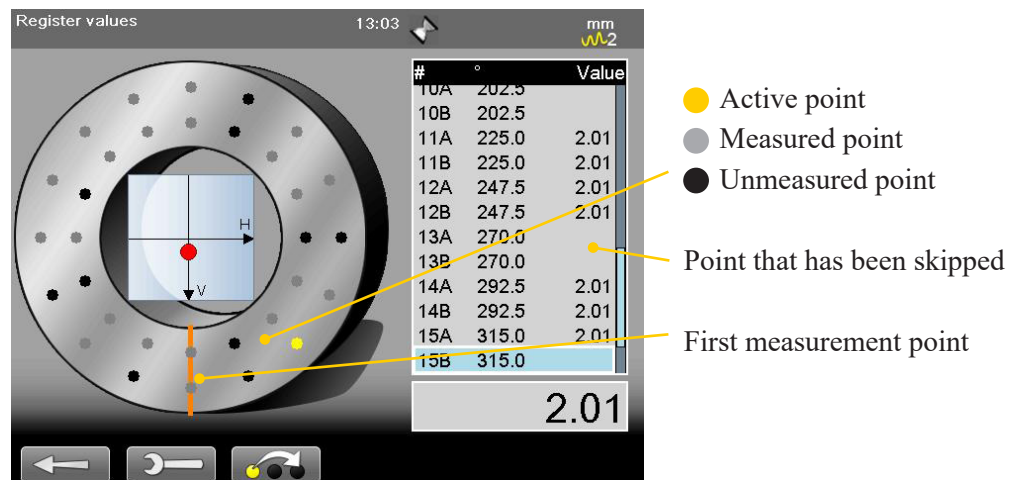 Register values 13:03 mm
2
# ° Value
10A 202.5
10B 202.5
11A 225.0 2.01
11B 225.0 2.01
12A 247.5 2.01
12B 247.5 2.01
13A 270.0
13B 270.0
14A 292.5 2.01
14B 292.5 2.01
15A 315.0 2.01
15B 315.0
2.01
H
V
Active point
Measured point
Unmeasured point
Point that has been skipped
First measurement point